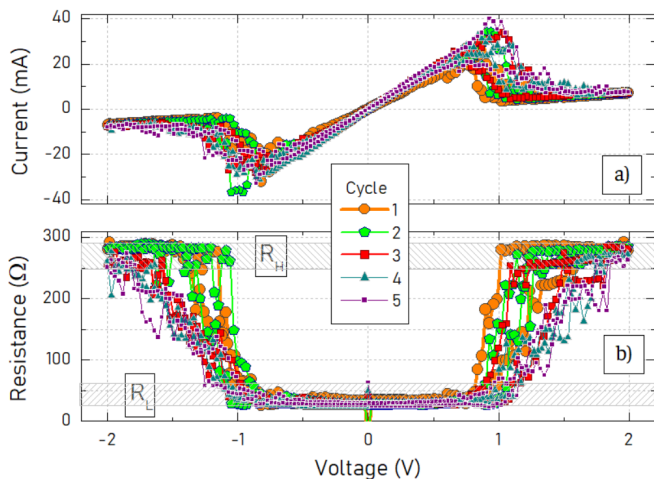 40
20
0
-20
-40
Current (mA)
a)
Cycle
1
2
3
4
5
300
200
100
0
Resistance (Ω)
R_H
R_L
b)
-2
-1
0
1
2
Voltage (V)